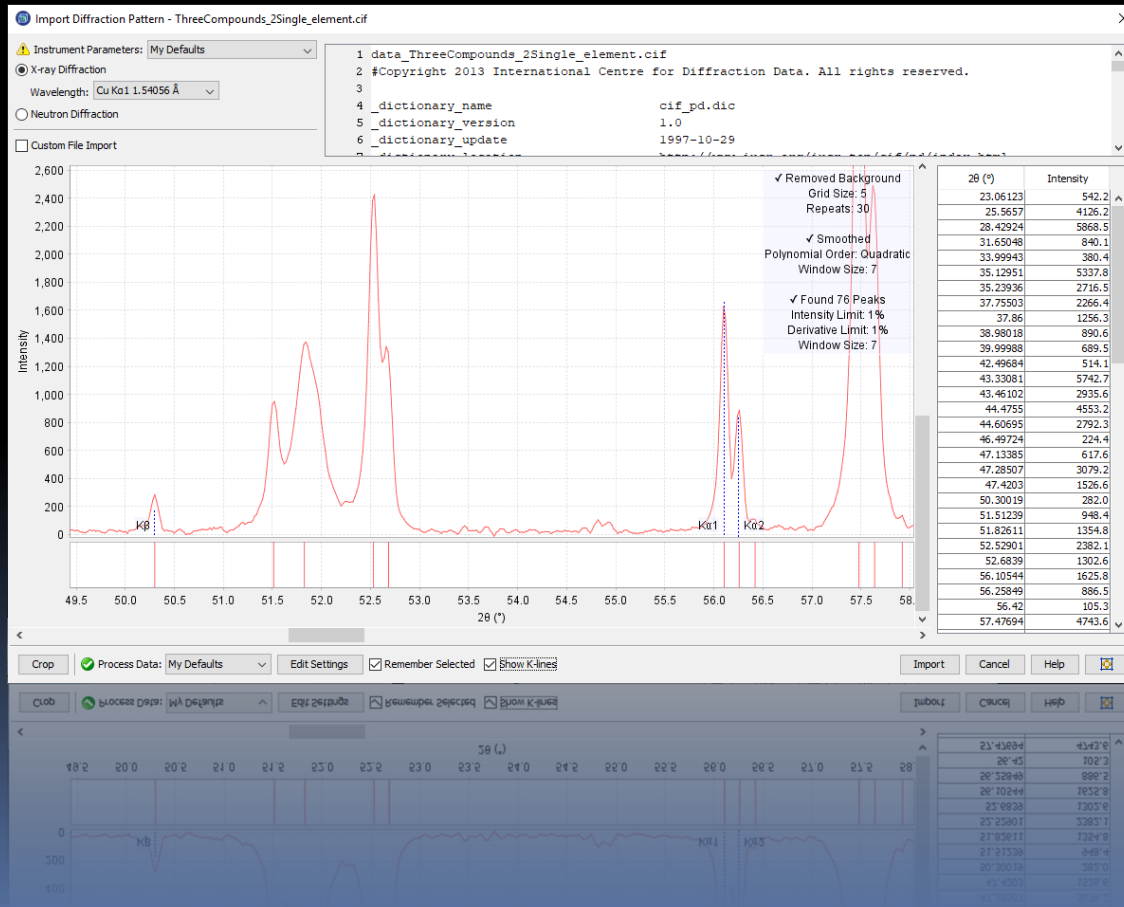 Import Diffraction Pattern - ThreeCompounds_2Single_element.cif
Instrument Parameters: My Defaults
X-ray Diffraction
Wavelength: Cu Kα1 1.54056 Å
Neutron Diffraction
Custom File Import
1 data_ThreeCompounds_2Single_element.cif
2 #Copyright 2013 International Centre for Diffraction Data. All rights reserved.
3
4 _dictionary_name cif_pd.dic
5 _dictionary_version 1.0
6 _dictionary_update 1997-10-29
2,600
2,400
2,200
2,000
1,800
1,600
1,400
1,200
1,000
800
600
400
200
0
Intensity
✓ Removed Background
Grid Size: 5
Repeats: 30
✓ Smoothed
Polynomial Order: Quadratic
Window Size: 7
✓ Found 76 Peaks
Intensity Limit: 1%
Derivative Limit: 1%
Window Size: 7
Kβ
Kα1
Kα2
49.5 50.0 50.5 51.0 51.5 52.0 52.5 53.0 53.5 54.0 54.5 55.0 55.5 56.0 56.5 57.0 57.5 58.
2θ (°)
2θ (°) Intensity
23.06123 542.2
25.5657 4126.2
28.42924 5868.5
31.65048 840.1
33.99943 380.4
35.12951 5337.8
35.23936 2716.5
37.75503 2266.4
37.86 1256.3
38.98018 890.6
39.99988 689.5
42.49684 514.1
43.33081 5742.7
43.46102 2935.6
44.4755 4553.2
44.60695 2792.3
46.49724 224.4
47.13385 617.6
47.28507 3079.2
47.4203 1526.6
50.30019 282.0
51.51239 948.4
51.82611 1354.8
52.52901 2382.1
52.6839 1302.6
56.10544 1625.8
56.25849 886.5
56.42 105.3
57.47694 4743.6
Crop
Process Data: My Defaults
Edit Settings
Remember Selected
Show K-lines
Import
Cancel
Help